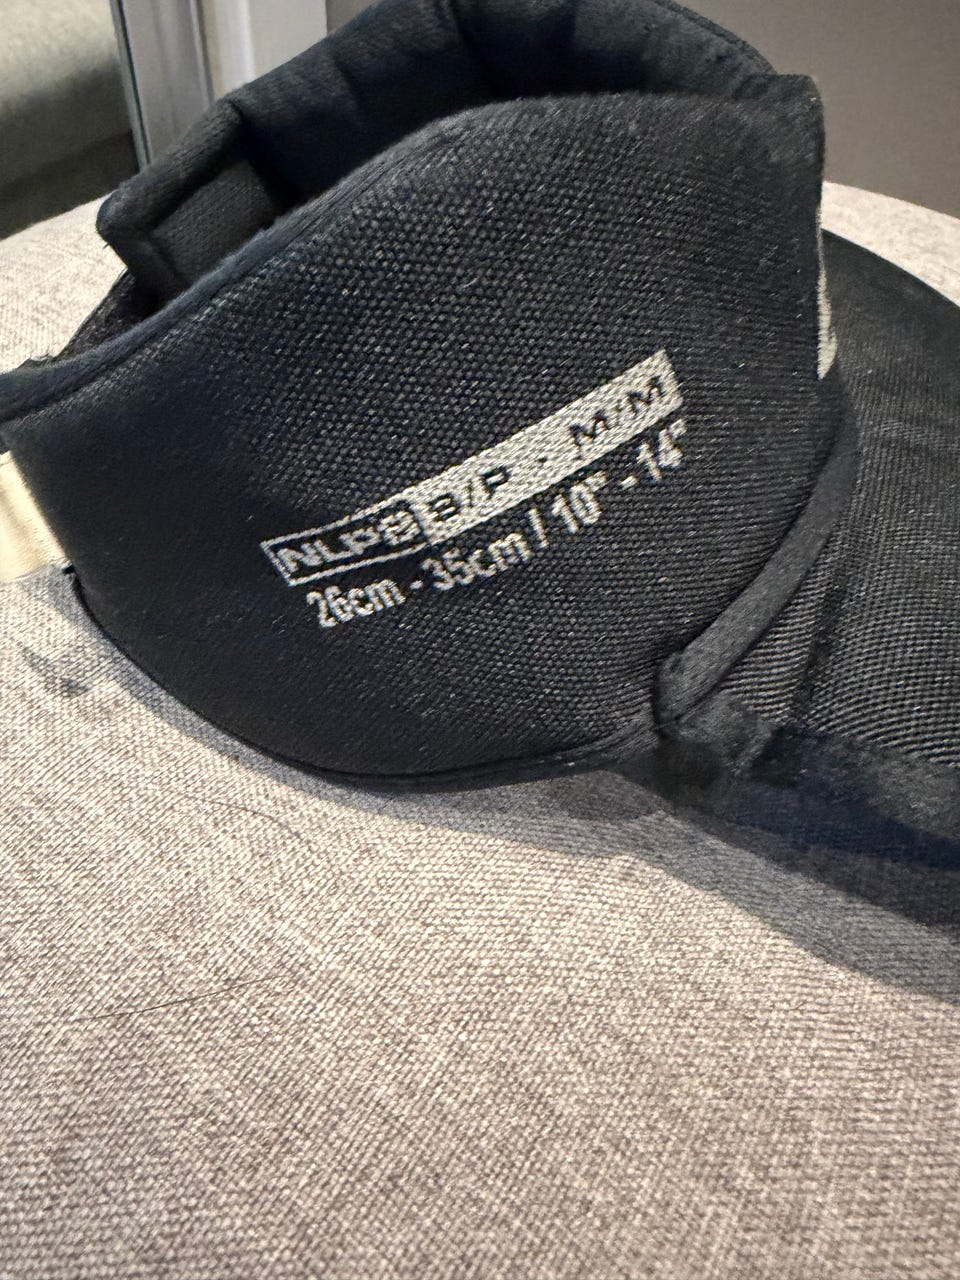 NLP8 B/P . M/M
26cm - 35cm / 10" - 14"